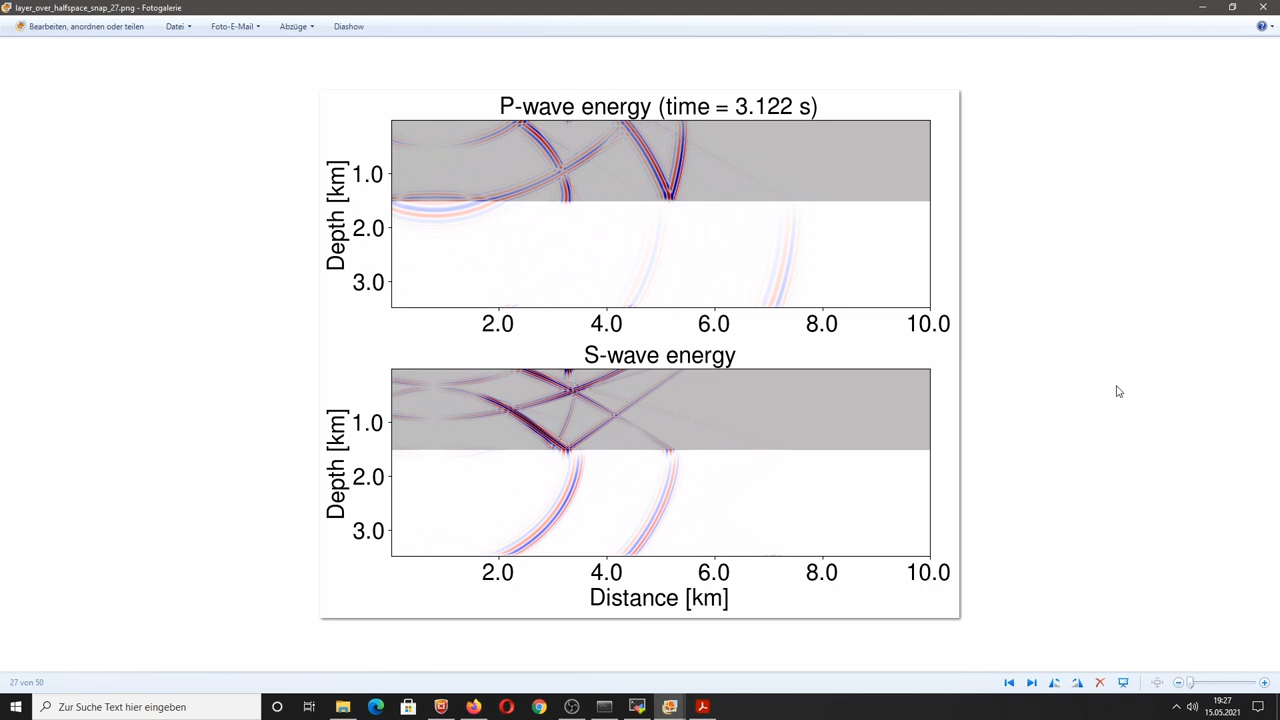 layer_over_halfspace_snap_27.png - Fotogalerie
Bearbeiten, anordnen oder teilen Datei Foto-E-Mail Abzüge Diashow
P-wave energy (time = 3.122 s)
Depth [km]
1.0
2.0
3.0
2.0 4.0 6.0 8.0 10.0
S-wave energy
Depth [km]
1.0
2.0
3.0
2.0 4.0 6.0 8.0 10.0
Distance [km]
27 von 50
Zur Suche Text hier eingeben
19:27
15.05.2021